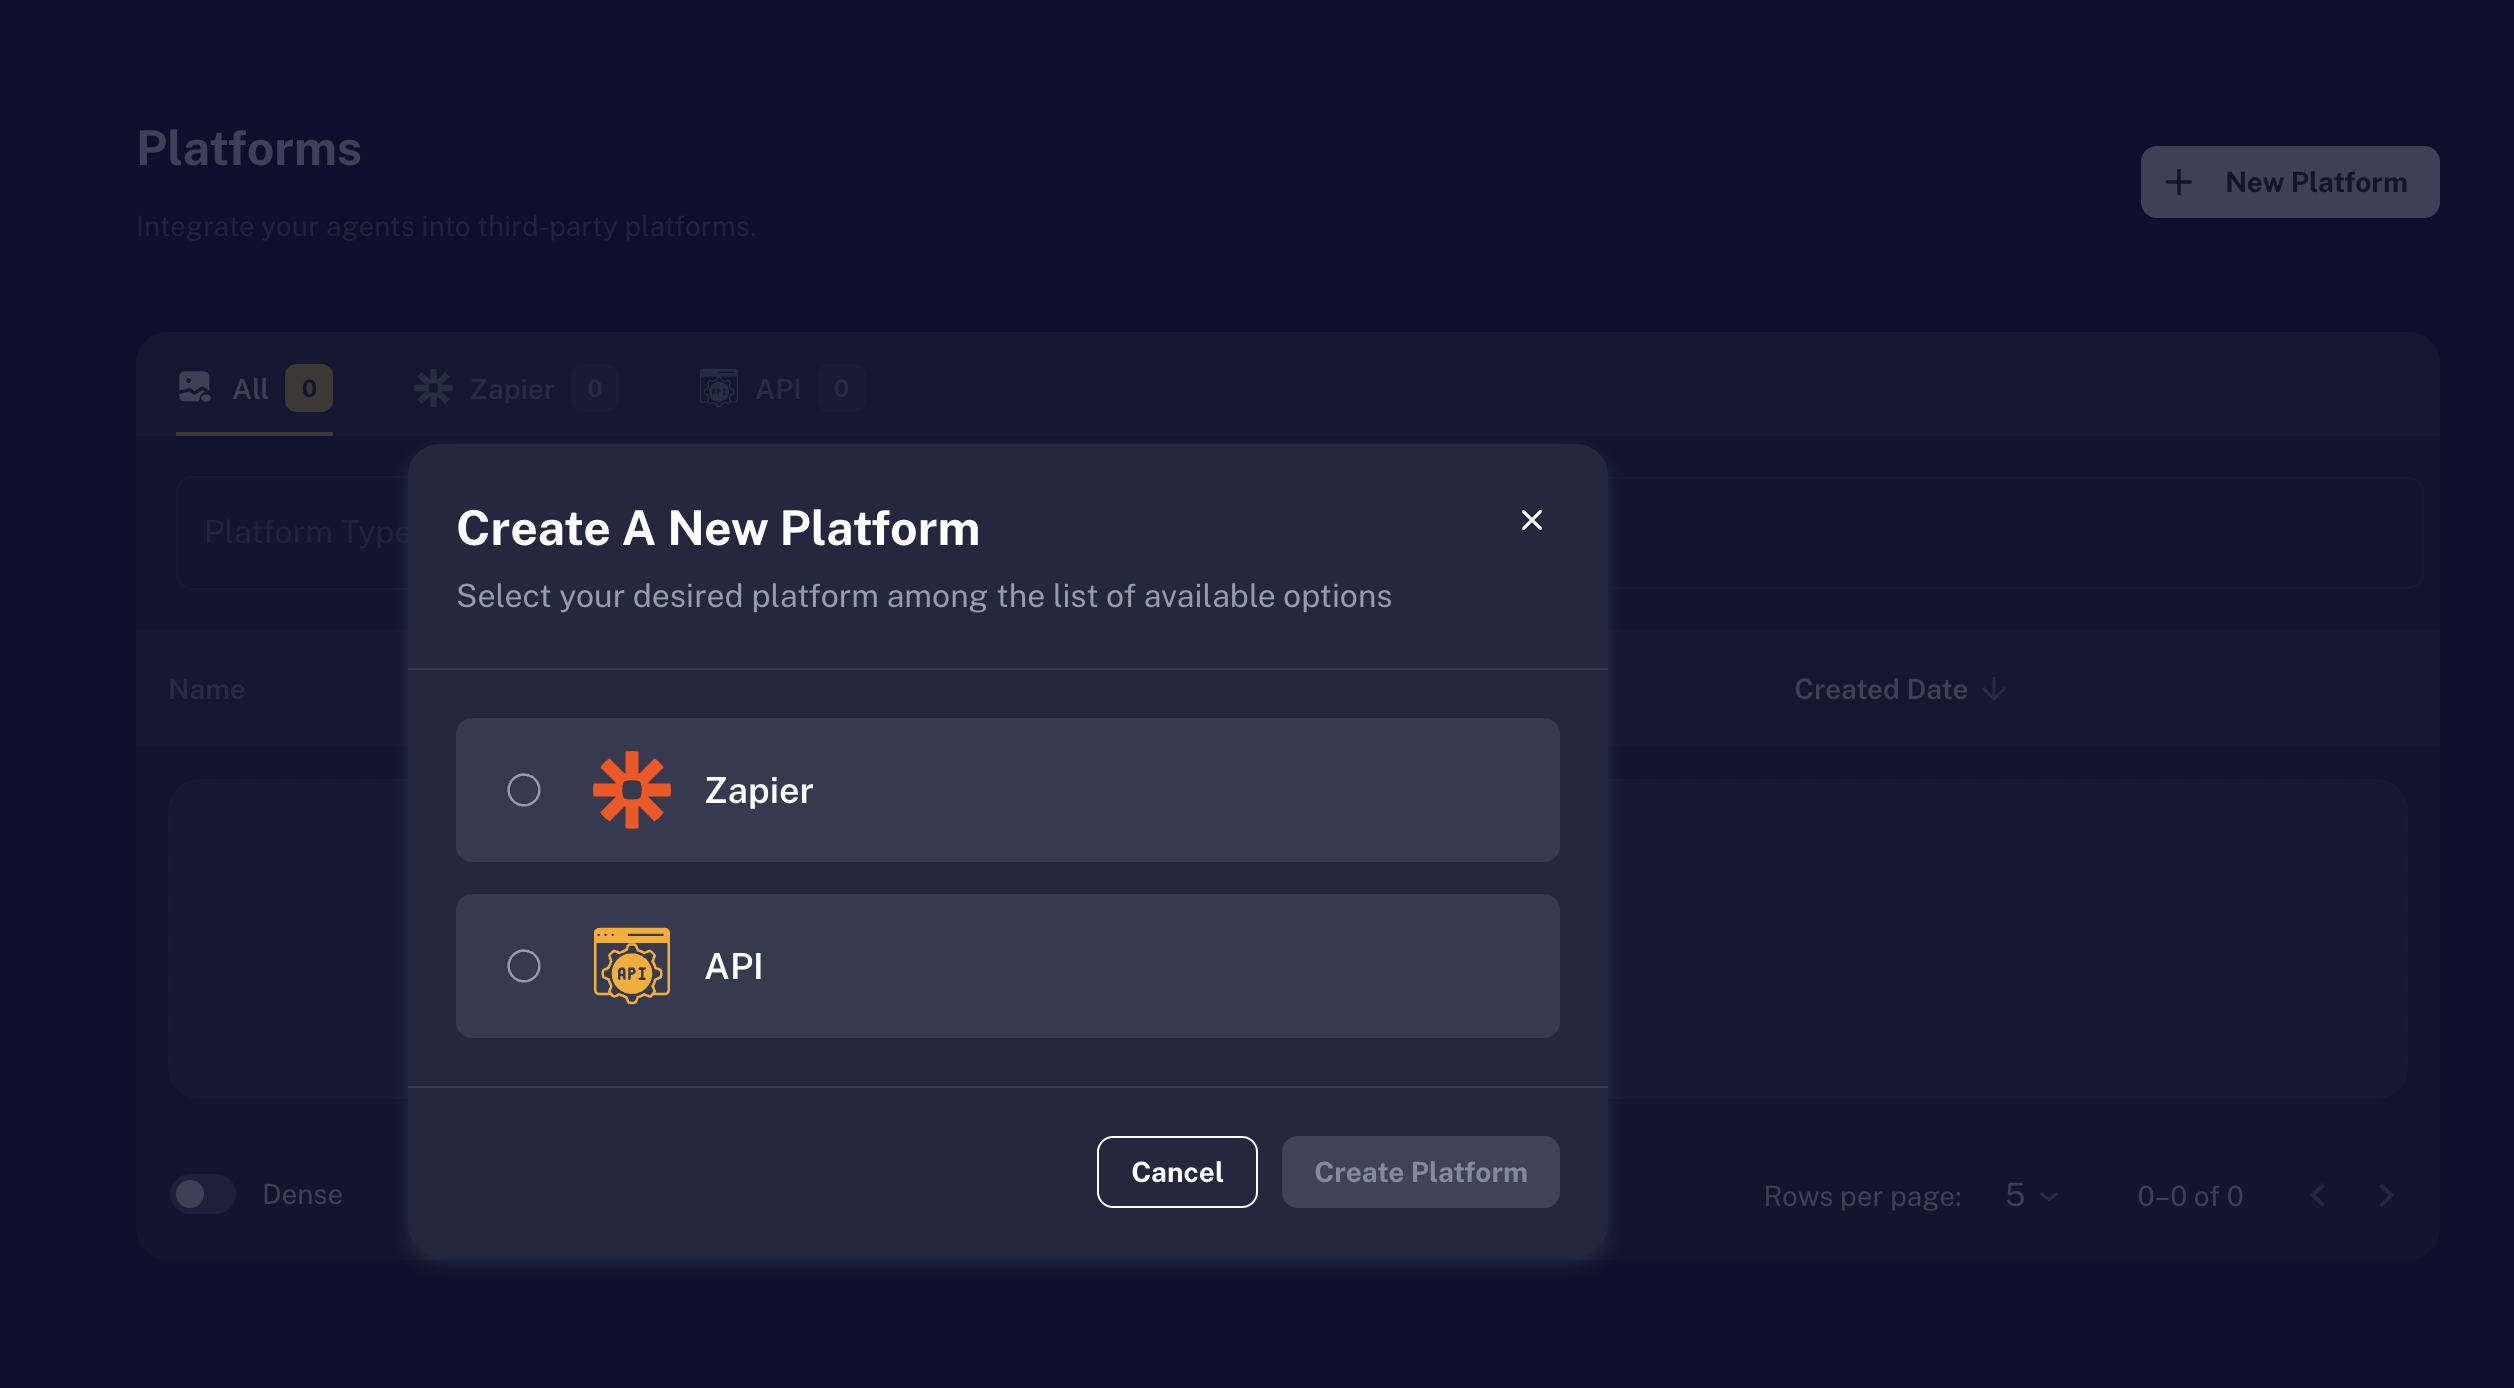 Platforms
Integrate your agents into third-party platforms.
New Platform
All 0
Zapier 0
API 0
Platform Type
Create A New Platform
Select your desired platform among the list of available options
Name
Created Date
Zapier
API
API
Cancel
Create Platform
Dense
Rows per page: 5 0–0 of 0